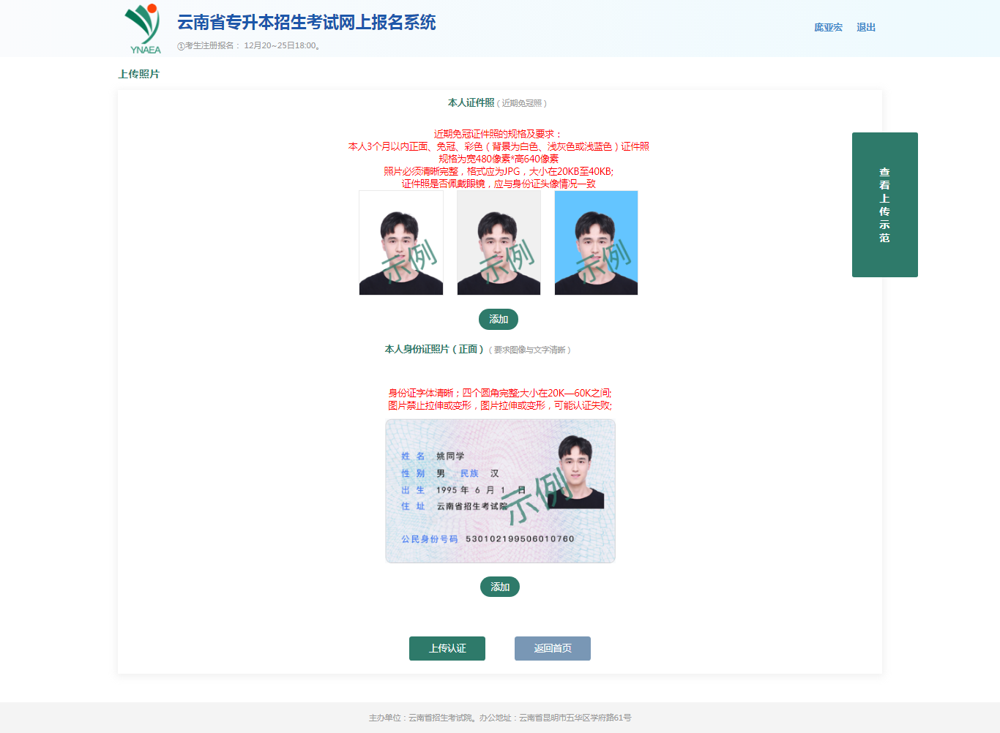 云南省专升本招生考试网上报名系统
YNAEA
①考生注册报名： 12月20~25日18:00。
庞亚宏 退出
上传照片
本人证件照（近期免冠照）
近期免冠证件照的规格及要求：
本人3个月以内正面、免冠、彩色（背景为白色、浅灰色或浅蓝色）证件照
规格为宽480像素*高640像素
照片必须清晰完整，格式应为JPG，大小在20KB至40KB;
证件照是否佩戴眼镜，应与身份证头像情况一致
示例 示例 示例
查看上传示范
添加
本人身份证照片（正面）（要求图像与文字清晰）
身份证字体清晰；四个圆角完整;大小在20K—60K之间;
图片禁止拉伸或变形，图片拉伸或变形，可能认证失败;
姓 名 姚同学
性 别 男 民族 汉
出 生 1995 年 6 月 1 日
住 址 云南省招生考试院
示例
公民身份号码 530102199506010760
添加
上传认证 返回首页
主办单位：云南省招生考试院。办公地址：云南省昆明市五华区学府路61号